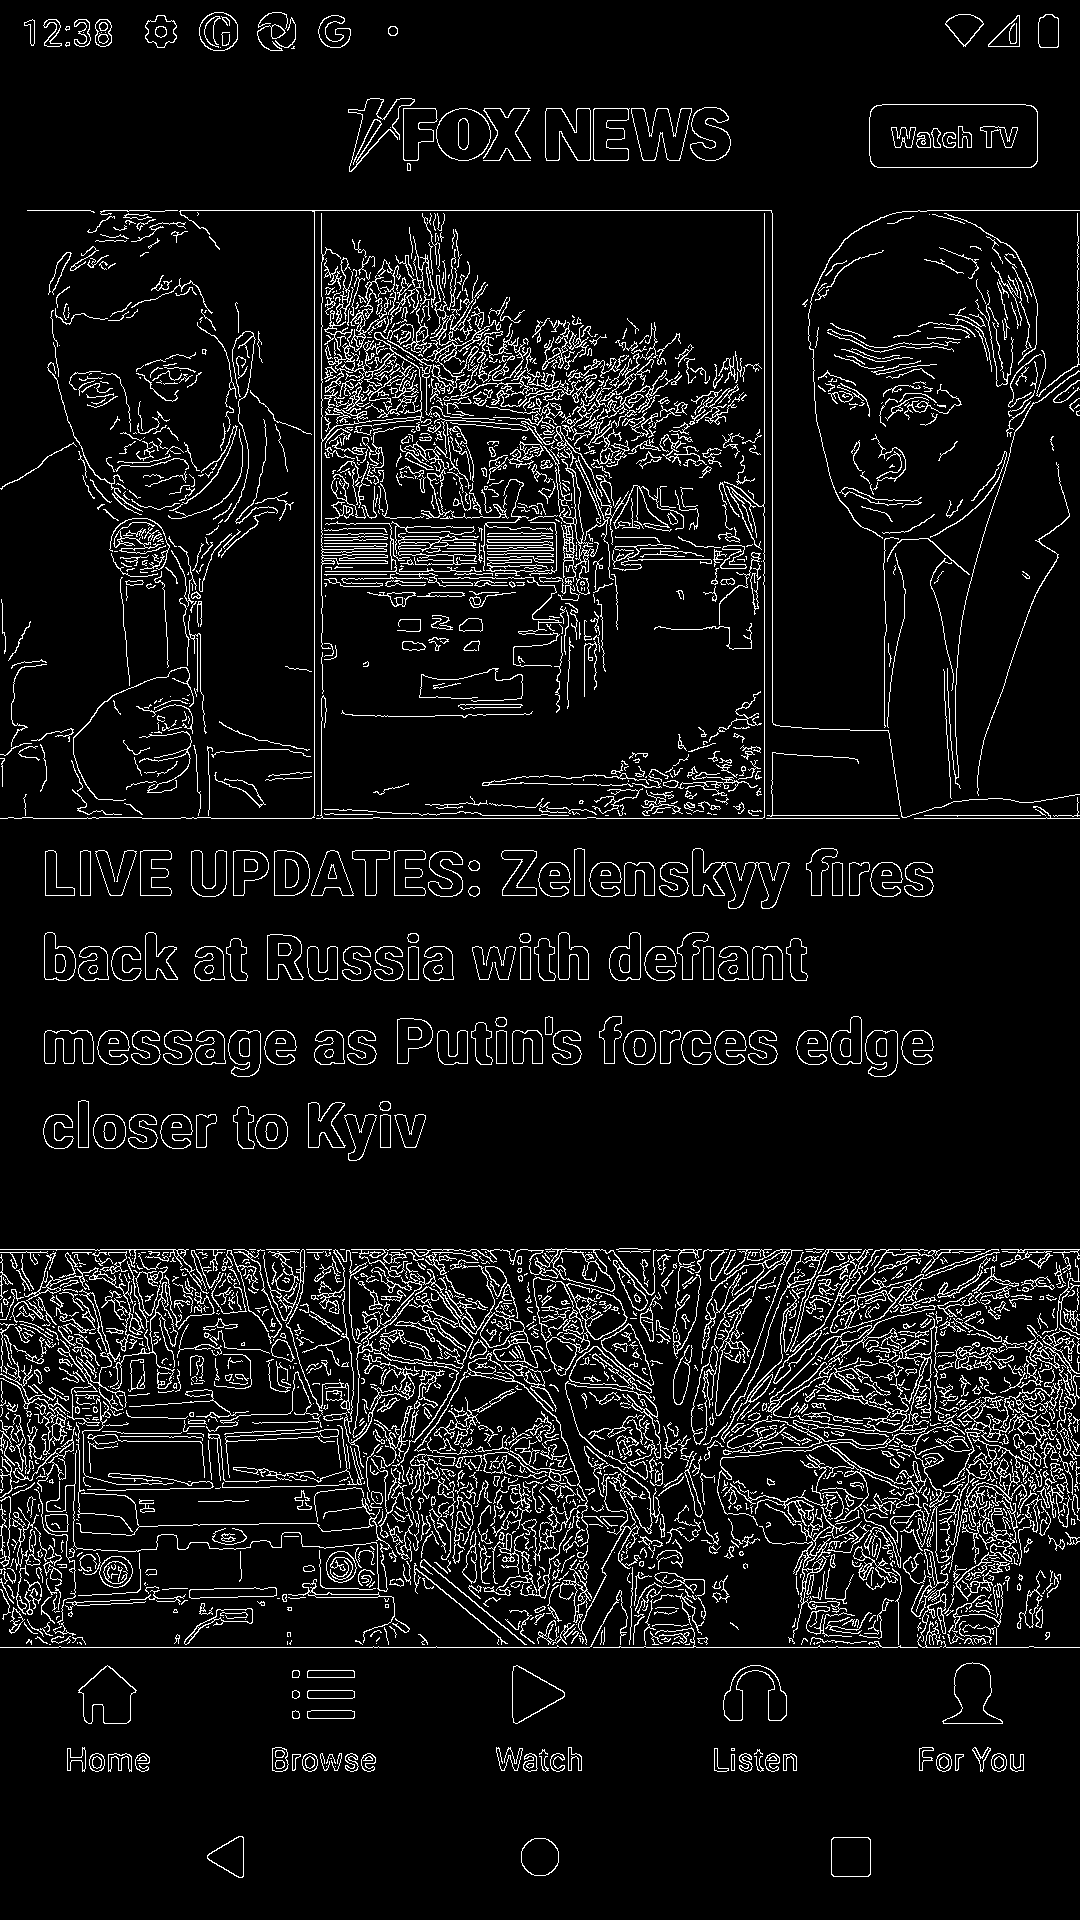 12:38
FOX NEWS
Watch TV
Z
Z
Z
LIVE UPDATES: Zelenskyy fires
back at Russia with defiant
message as Putin's forces edge
closer to Kyiv
Home
Browse
Watch
Listen
For You